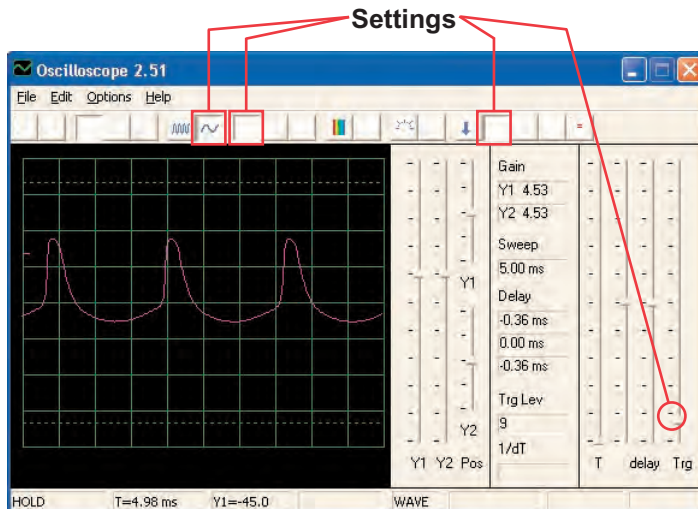 Settings
Oscilloscope 2.51
File Edit Options Help
Gain
Y1 4.53
Y2 4.53
Sweep
5.00 ms
Delay
-0.36 ms
0.00 ms
-0.36 ms
Trg Lev
9
1/dT
Y1
Y2
Y1 Y2 Pos
T delay Trg
HOLD T=4.98 ms Y1=-45.0 WAVE